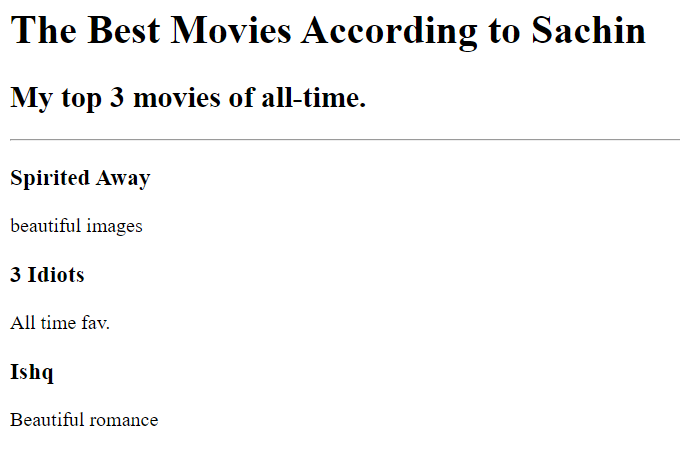 The Best Movies According to Sachin
My top 3 movies of all-time.
Spirited Away
beautiful images
3 Idiots
All time fav.
Ishq
Beautiful romance